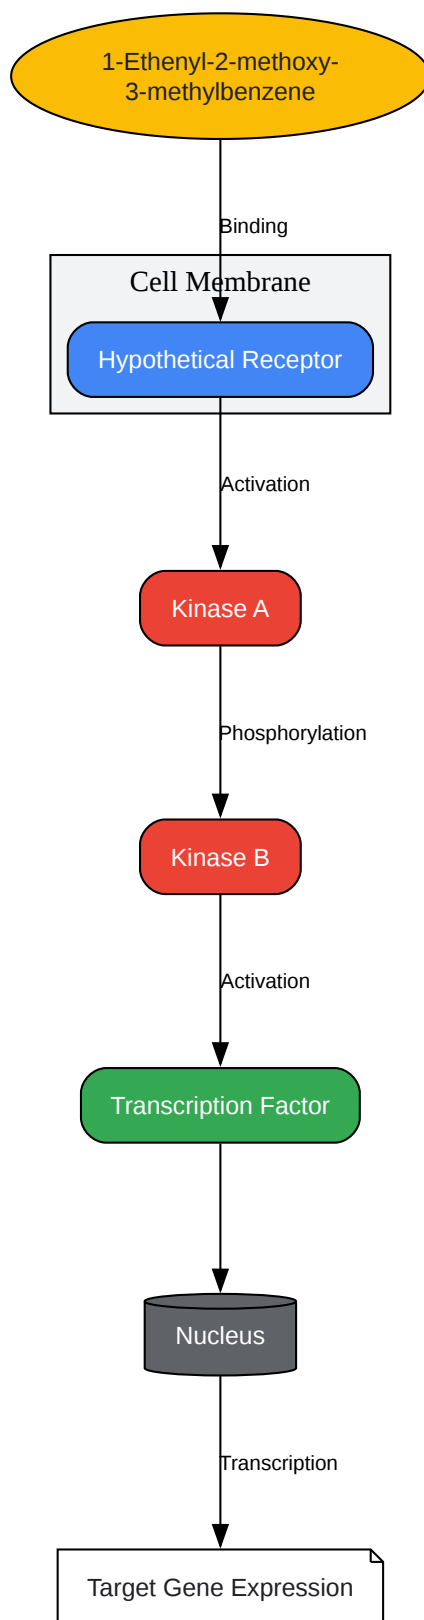 1-Ethenyl-2-methoxy-
3-methylbenzene
Binding
Cell Membrane
Hypothetical Receptor
Activation
Kinase A
Phosphorylation
Kinase B
Activation
Transcription Factor
Nucleus
Transcription
Target Gene Expression